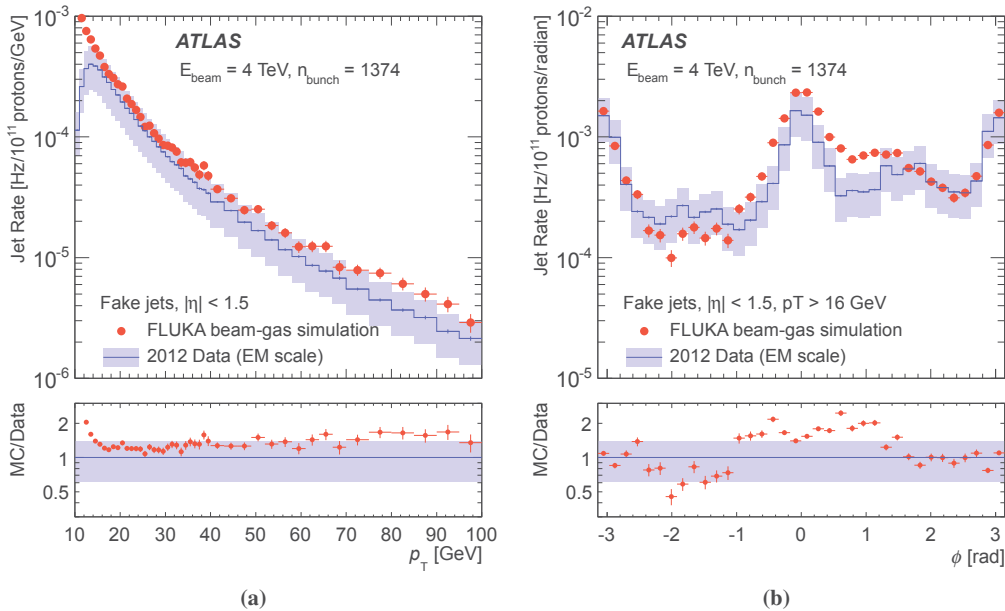 ATLAS
E_beam = 4 TeV, n_bunch = 1374
Jet Rate [Hz/10^11 protons/GeV]
10^-3
10^-4
10^-5
10^-6
Fake jets, |η| < 1.5
FLUKA beam-gas simulation
2012 Data (EM scale)
MC/Data
2
1
0.5
10 20 30 40 50 60 70 80 90 100
p_T [GeV]
(a)
ATLAS
E_beam = 4 TeV, n_bunch = 1374
Jet Rate [Hz/10^11 protons/radian]
10^-2
10^-3
10^-4
10^-5
Fake jets, |η| < 1.5, pT > 16 GeV
FLUKA beam-gas simulation
2012 Data (EM scale)
MC/Data
2
1
0.5
-3 -2 -1 0 1 2 3
ϕ [rad]
(b)